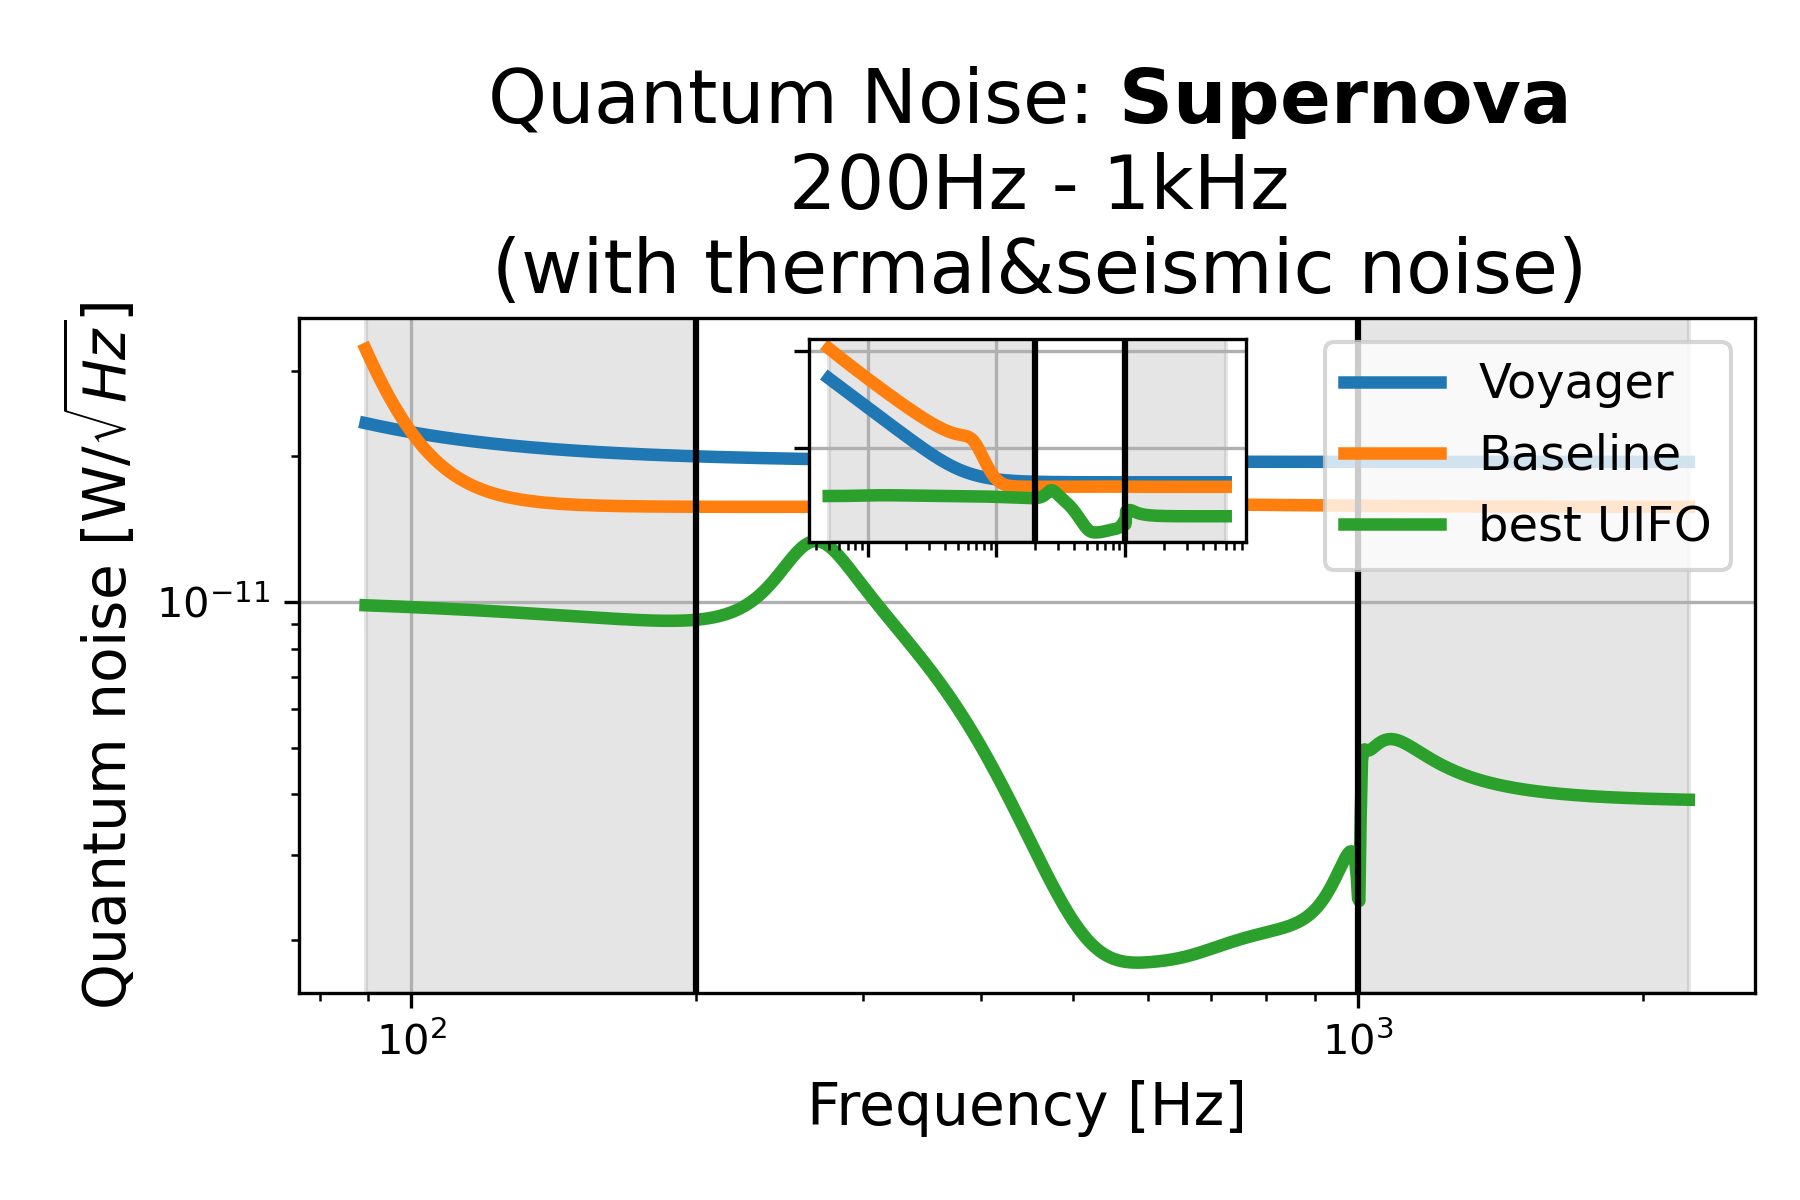 Quantum Noise: Supernova
200Hz - 1kHz
(with thermal&seismic noise)
Quantum noise [W/√Hz]
10⁻¹¹
Voyager
Baseline
best UIFO
10² 10³
Frequency [Hz]